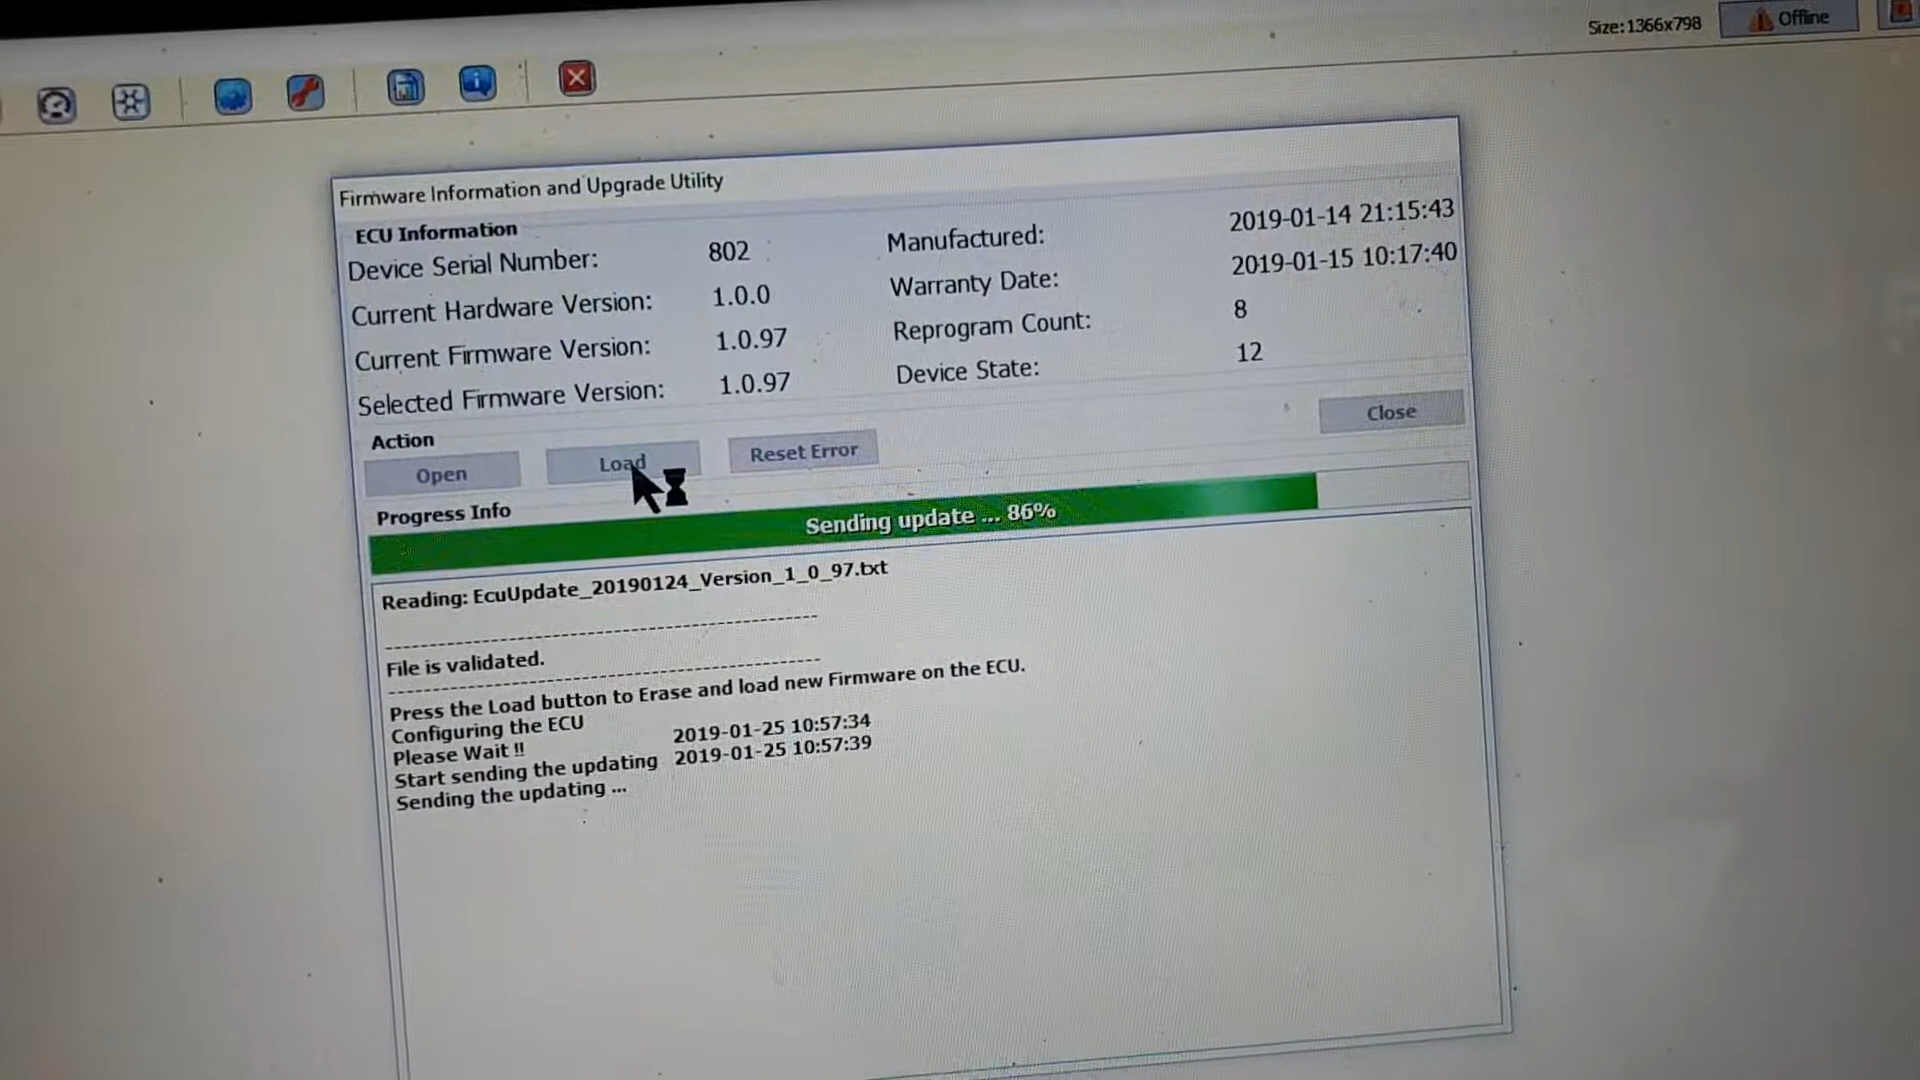 Size:1366x798
Offline
Firmware Information and Upgrade Utility
ECU Information
Device Serial Number: 802
Manufactured: 2019-01-14 21:15:43
Current Hardware Version: 1.0.0
Warranty Date: 2019-01-15 10:17:40
Current Firmware Version: 1.0.97
Reprogram Count: 8
Selected Firmware Version: 1.0.97
Device State: 12
Action
Open Load Reset Error Close
Progress Info
Sending update ... 86%
Reading: EcuUpdate_20190124_Version_1_0_97.txt
--------------------------------------------------
File is validated.
--------------------------------------------------
Press the Load button to Erase and load new Firmware on the ECU.
Configuring the ECU
Please Wait !! 2019-01-25 10:57:34
Start sending the updating 2019-01-25 10:57:39
Sending the updating ...